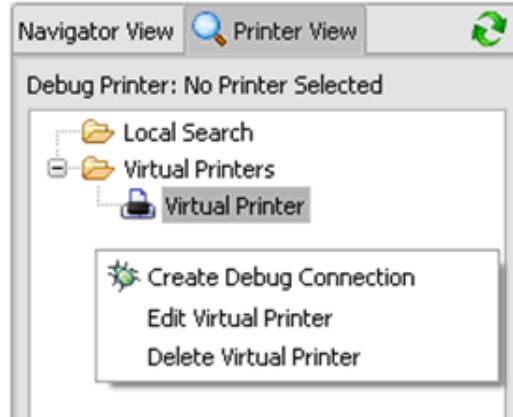 Navigator View Printer View
Debug Printer: No Printer Selected
Local Search
Virtual Printers
Virtual Printer
Create Debug Connection
Edit Virtual Printer
Delete Virtual Printer